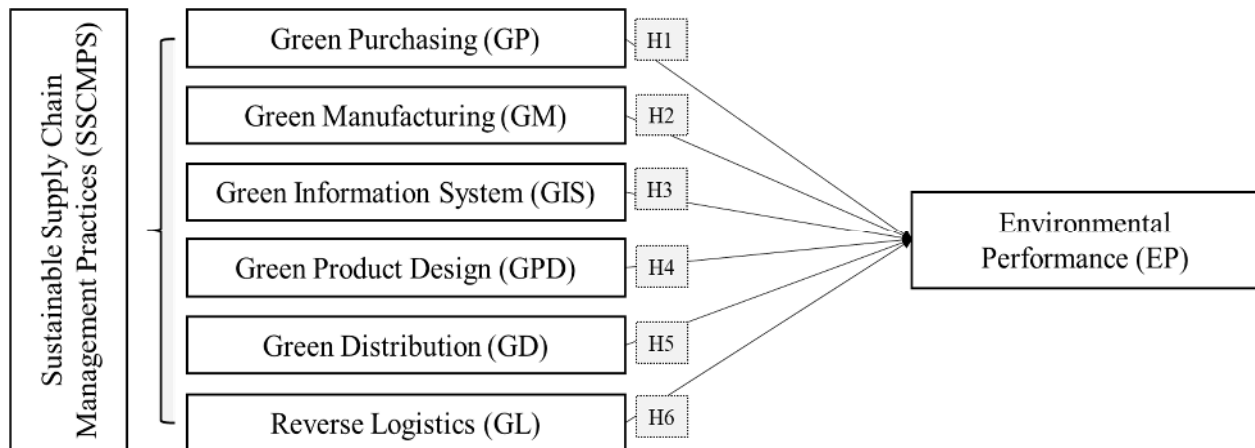 Sustainable Supply Chain
Management Practices (SSCMPS)
Green Purchasing (GP)
H1
Green Manufacturing (GM)
H2
Green Information System (GIS)
H3
Green Product Design (GPD)
H4
Green Distribution (GD)
H5
Reverse Logistics (GL)
H6
Environmental
Performance (EP)